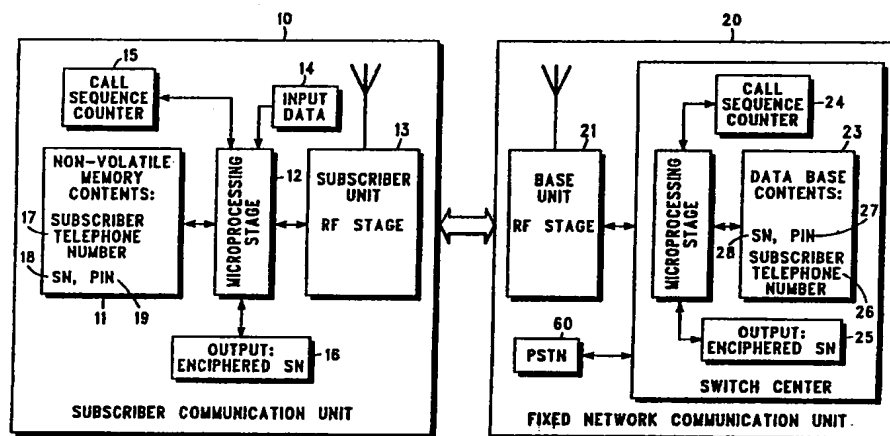 10
15
CALL
SEQUENCE
COUNTER
14
INPUT
DATA
13
NON-VOLATILE
MEMORY
CONTENTS:
17
SUBSCRIBER
TELEPHONE
NUMBER
18
SN, PIN
19
11
12
MICROPROCESSING
STAGE
SUBSCRIBER
UNIT
RF STAGE
OUTPUT:
ENCIPHERED SN
16
SUBSCRIBER COMMUNICATION UNIT
20
21
BASE
UNIT
RF STAGE
60
PSTN
MICROPROCESSING
STAGE
CALL
SEQUENCE
COUNTER
24
23
DATA BASE
CONTENTS:
27
SN, PIN
28
SUBSCRIBER
TELEPHONE
NUMBER
26
OUTPUT:
ENCIPHERED SN
25
SWITCH CENTER
FIXED NETWORK COMMUNICATION UNIT